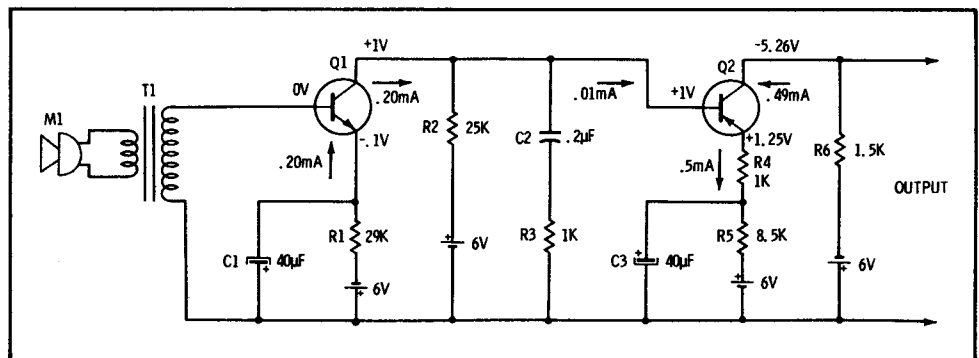 M1
T1
0V
Q1
+1V
.20mA
-.1V
.20mA
C1
40µF
R1
29K
6V
R2
25K
6V
C2
.2µF
R3
1K
.01mA
+1V
Q2
-5.26V
.49mA
+1.25V
.5mA
R4
1K
C3
40µF
R5
8.5K
6V
R6
1.5K
6V
OUTPUT